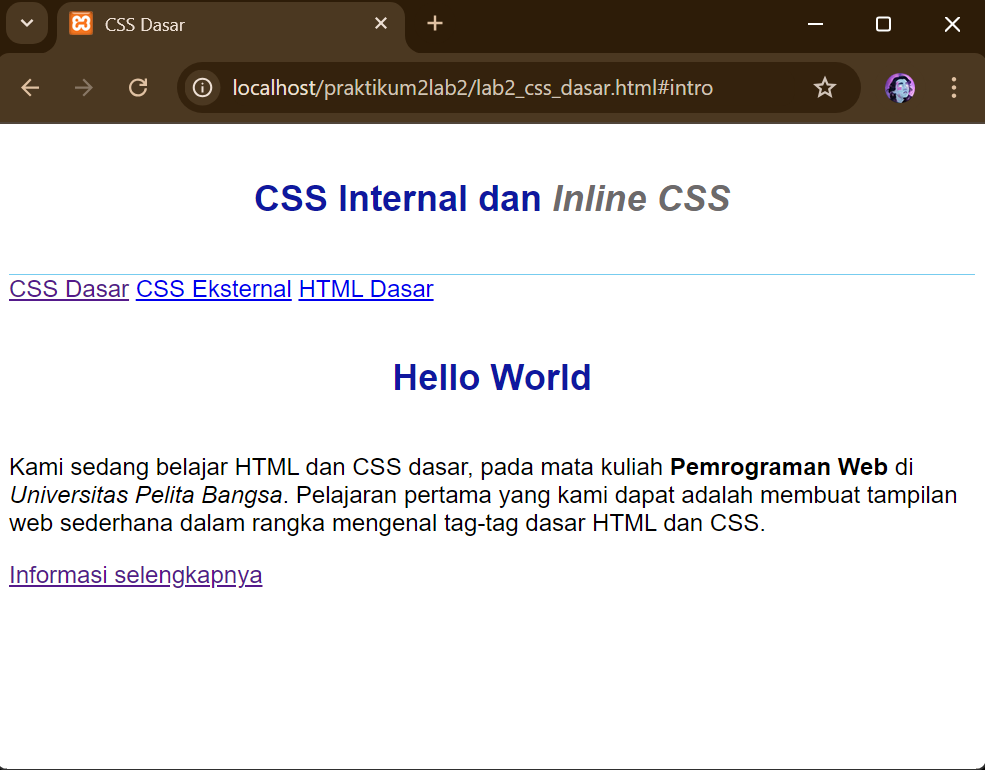 CSS Dasar
localhost/praktikum2lab2/lab2_css_dasar.html#intro
CSS Internal dan Inline CSS
CSS Dasar CSS Eksternal HTML Dasar
Hello World
Kami sedang belajar HTML dan CSS dasar, pada mata kuliah Pemrograman Web di
Universitas Pelita Bangsa. Pelajaran pertama yang kami dapat adalah membuat tampilan
web sederhana dalam rangka mengenal tag-tag dasar HTML dan CSS.
Informasi selengkapnya